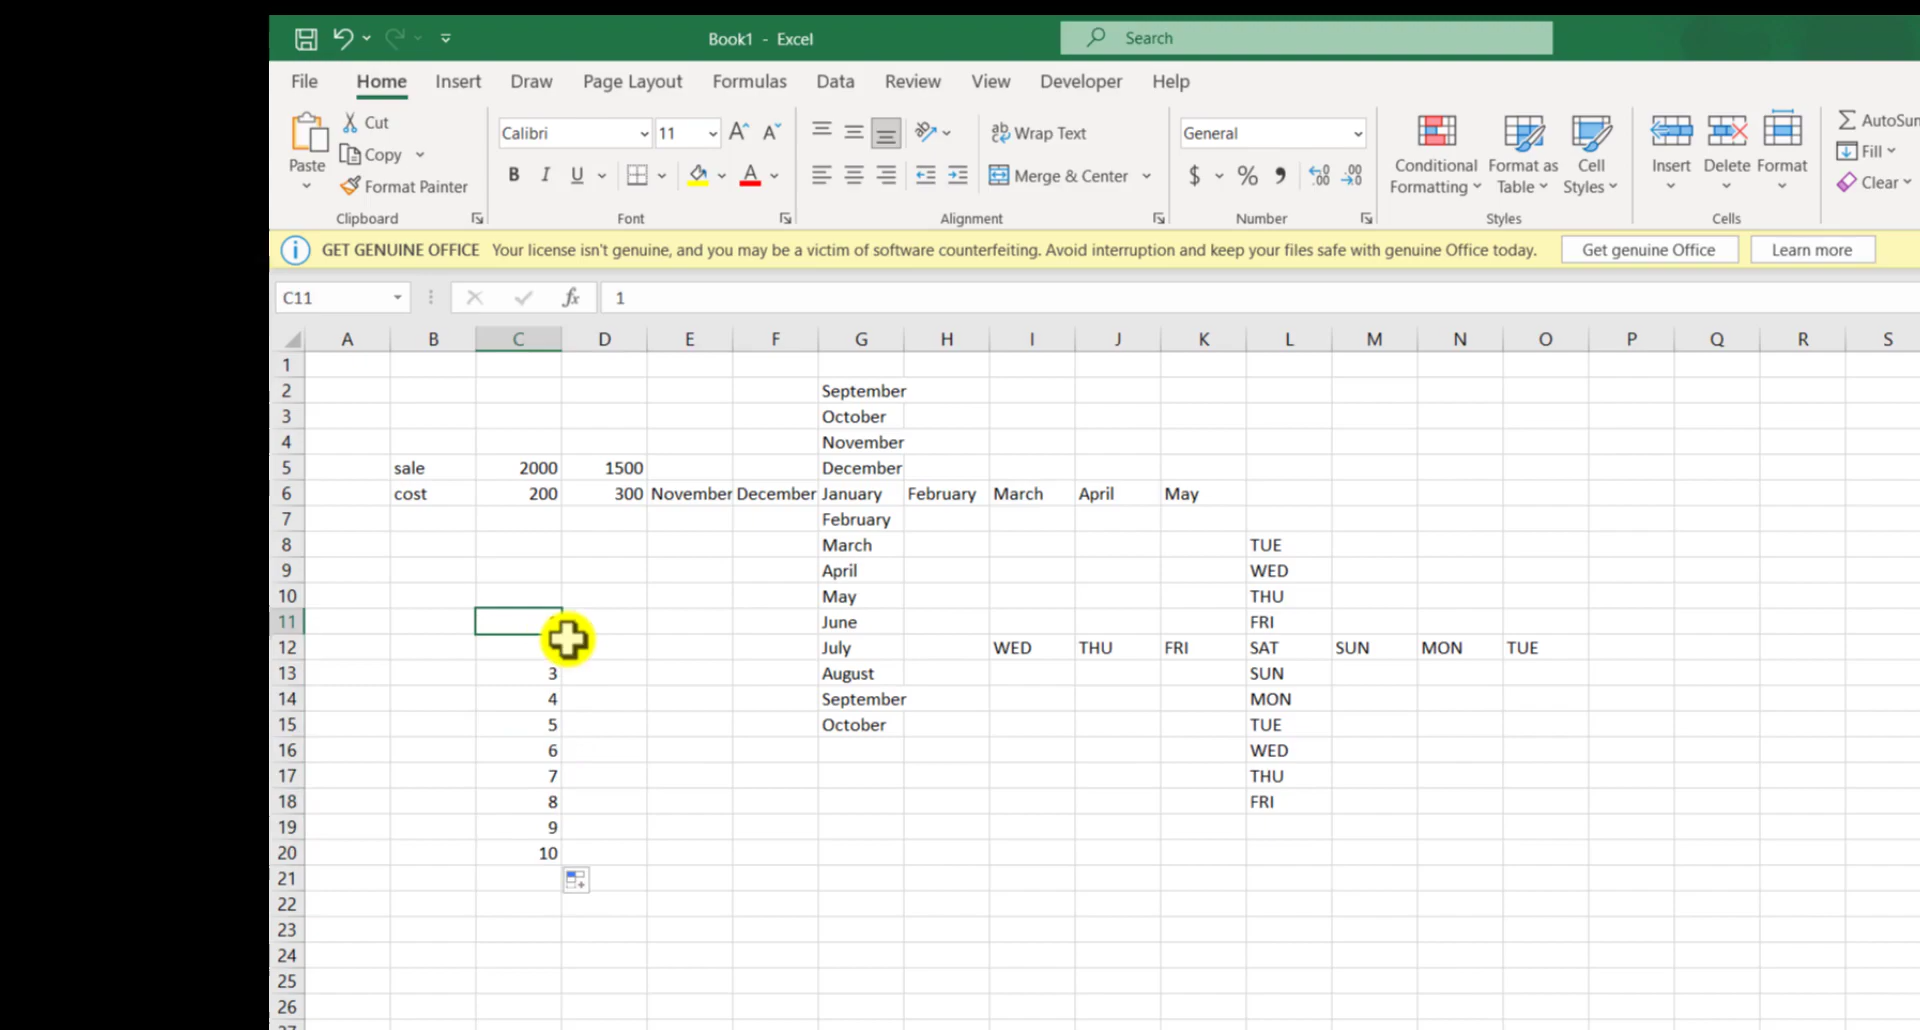 Book1 - Excel
Search
File Home Insert Draw Page Layout Formulas Data Review View Developer Help
Paste
Cut
Copy
Format Painter
Clipboard
Calibri 11
B I U
Font
Wrap Text
Merge & Center
Alignment
General
$ %
Number
Conditional Formatting
Format as Table
Cell Styles
Styles
Insert Delete Format
Cells
AutoSum
Fill
Clear
GET GENUINE OFFICE Your license isn't genuine, and you may be a victim of software counterfeiting. Avoid interruption and keep your files safe with genuine Office today. Get genuine Office Learn more
C11 fx 1
A B C D E F G H I J K L M N O P Q R S
1
2 September
3 October
4 November
5 sale 2000 1500 December
6 cost 200 300 November December January February March April May
7 February
8 March TUE
9 April WED
10 May THU
11 June FRI
12 July WED THU FRI SAT SUN MON TUE
13 3 August SUN
14 4 September MON
15 5 October TUE
16 6 WED
17 7 THU
18 8 FRI
19 9
20 10
21
22
23
24
25
26